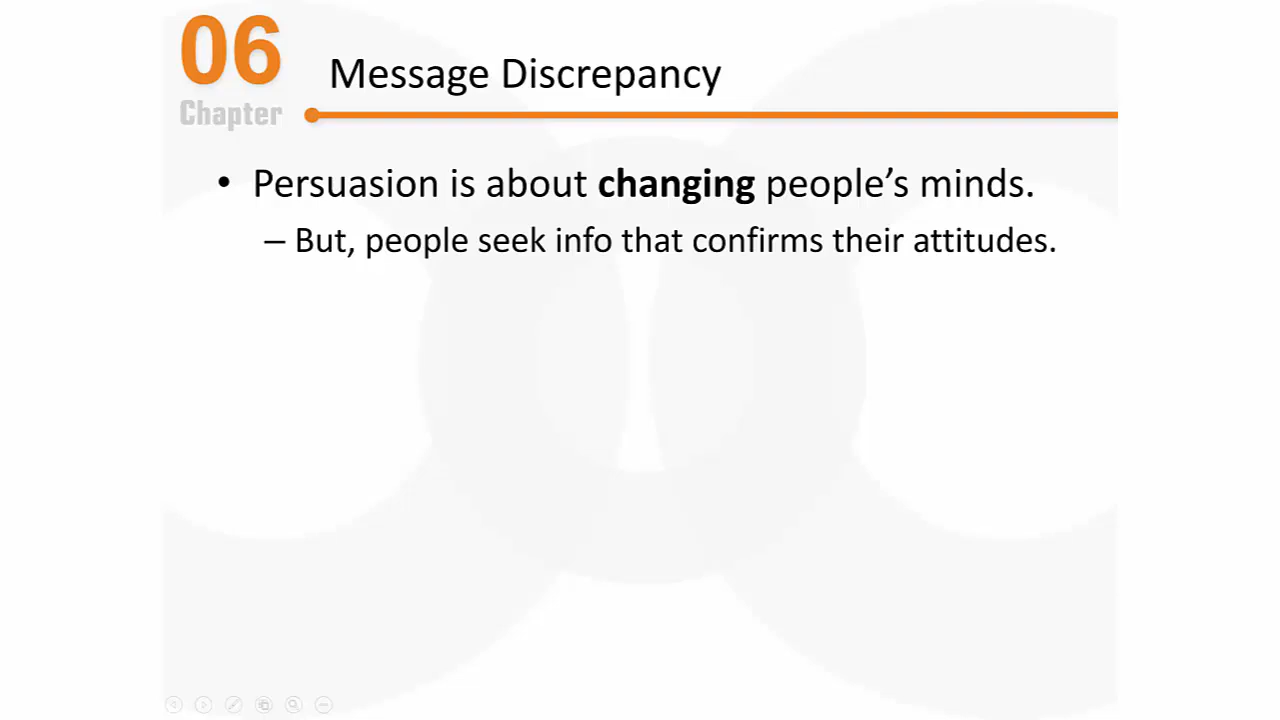 06
Chapter
Message Discrepancy
• Persuasion is about changing people’s minds.
– But, people seek info that confirms their attitudes.